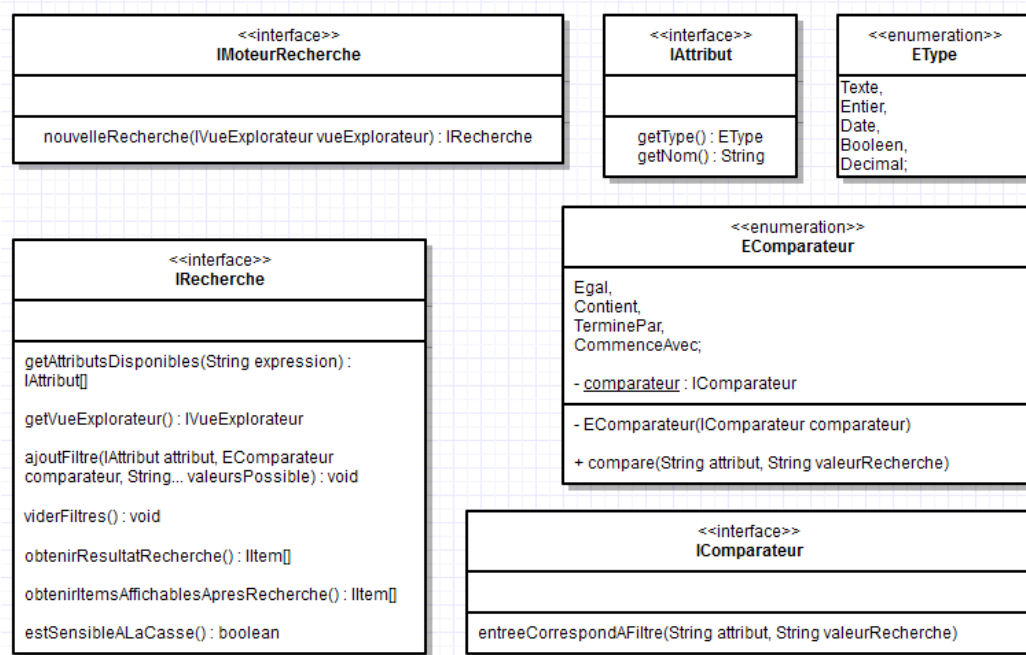 <<interface>>
IMoteurRecherche
nouvelleRecherche(IVueExplorateur vueExplorateur) : IRecherche
<<interface>>
IAttribut
getType() : EType
getNom() : String
<<enumeration>>
EType
Texte,
Entier,
Date,
Booleen,
Decimal;
<<interface>>
IRecherche
getAttributsDisponibles(String expression) :
IAttribut[]
getVueExplorateur() : IVueExplorateur
ajoutFiltre(IAttribut attribut, EComparateur
comparateur, String... valeursPossible) : void
viderFiltres() : void
obtenirResultatRecherche() : IItem[]
obtenirItemsAffichablesApresRecherche() : IItem[]
estSensibleALaCasse() : boolean
<<enumeration>>
EComparateur
Egal,
Contient,
TerminePar,
CommenceAvec;
- comparateur : IComparateur
- EComparateur(IComparateur comparateur)
+ compare(String attribut, String valeurRecherche)
<<interface>>
IComparateur
entreeCorrespondAFiltre(String attribut, String valeurRecherche)